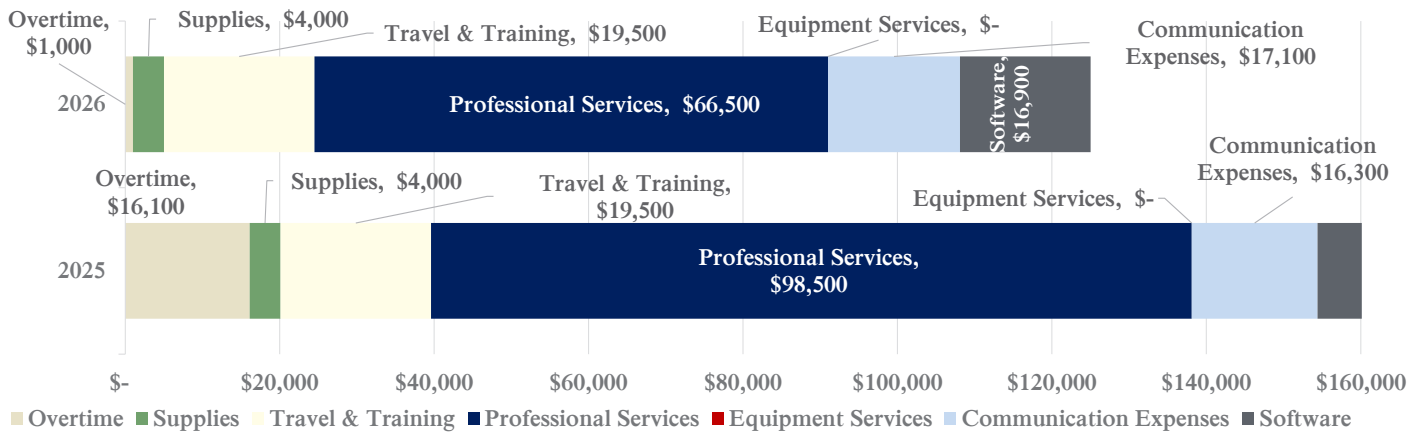 Overtime,
$1,000
Supplies, $4,000
Travel & Training, $19,500
Equipment Services, $-
Communication
Expenses, $17,100
2026
Professional Services, $66,500
Software,
$16,900
Overtime,
$16,100
Supplies, $4,000
Travel & Training,
$19,500
Equipment Services, $-
Communication
Expenses, $16,300
2025
Professional Services,
$98,500
$- $20,000 $40,000 $60,000 $80,000 $100,000 $120,000 $140,000 $160,000
Overtime Supplies Travel & Training Professional Services Equipment Services Communication Expenses Software